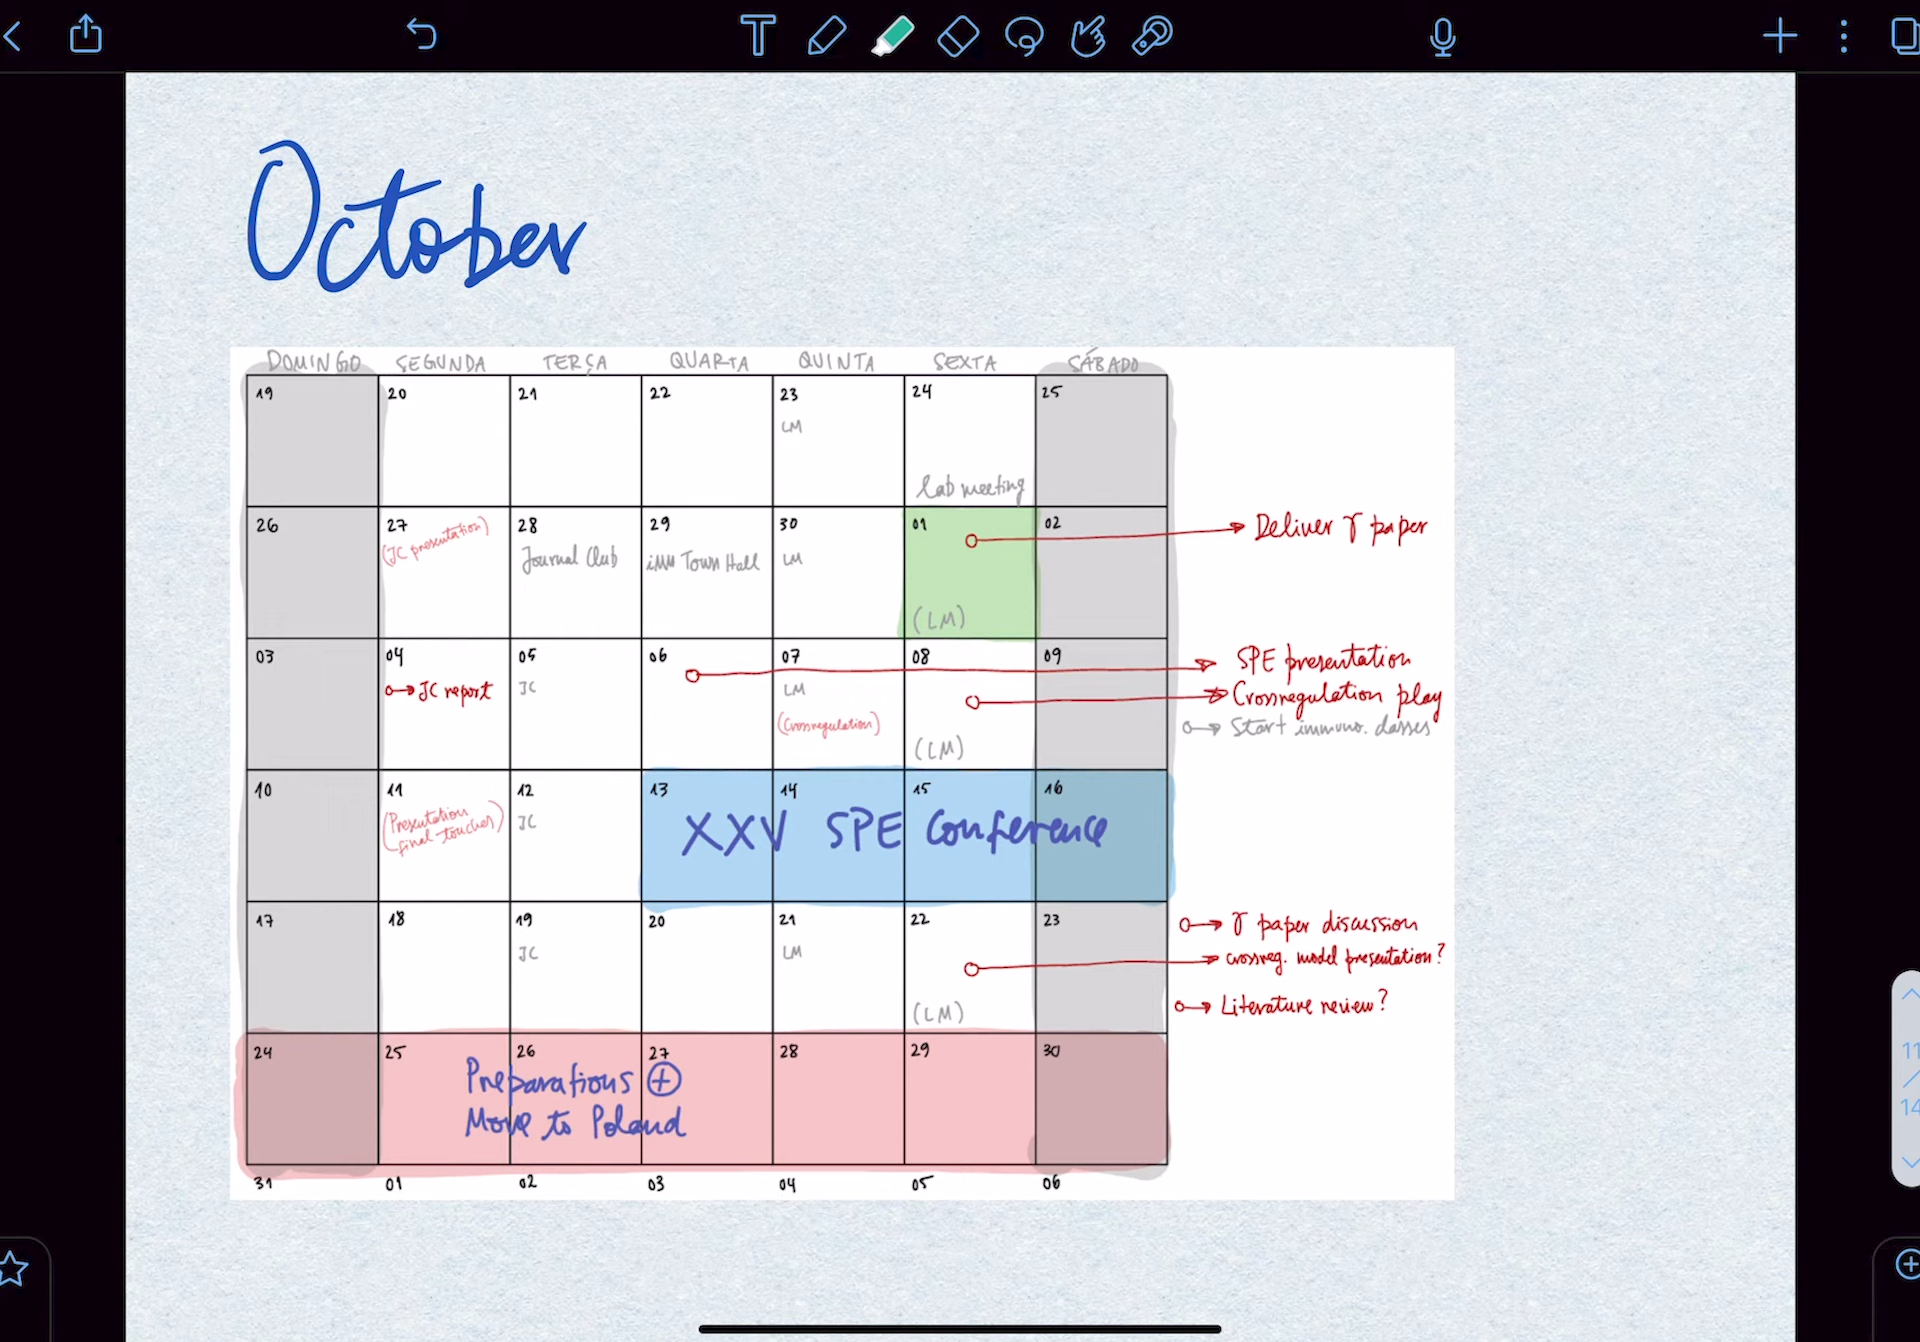 October
DOMINGO SEGUNDA TERÇA QUARTA QUINTA SEXTA SÁBADO
19 20 21 22 23 24 25
LM
lab meeting
26 27 28 29 30 01 02
(JC presentation)
Journal Club
iMM Town Hall
LM
(LM)
Deliver γ paper
03 04 05 06 07 08 09
JC report
JC
LM
(Crossregulation)
(LM)
SPE presentation
Crossregulation play
Start immuno. classes
10 11 12 13 14 15 16
(Presentation
final touches)
JC
XXV SPE Conference
17 18 19 20 21 22 23
JC
LM
(LM)
γ paper discussion
crossreg. model presentation?
Literature review?
24 25 26 27 28 29 30
Preparations +
Move to Poland
31 01 02 03 04 05 06
11
/
14